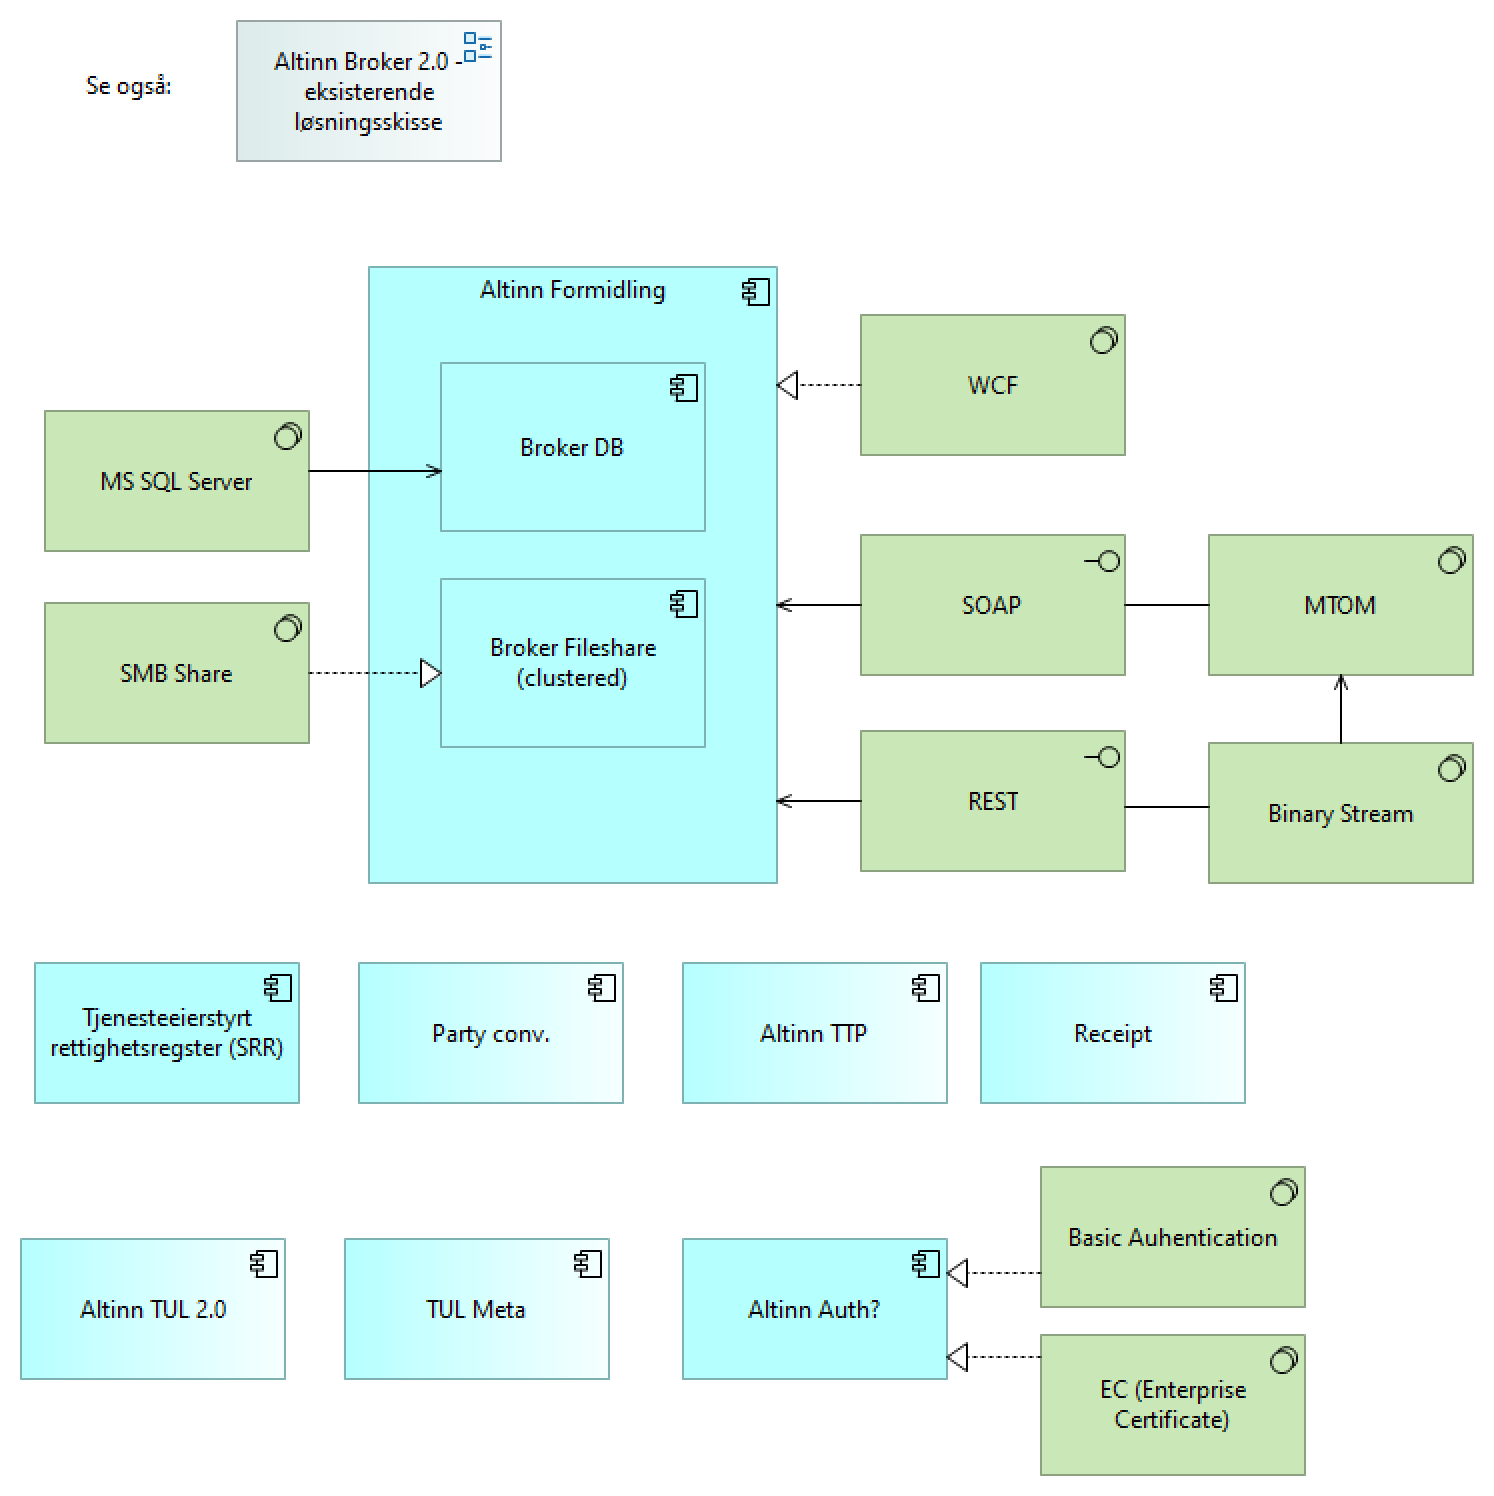 Se også:
Altinn Broker 2.0 -
eksisterende
løsningsskisse
Altinn Formidling
Broker DB
WCF
MS SQL Server
SOAP
MTOM
Broker Fileshare
(clustered)
SMB Share
REST
Binary Stream
Tjenesteeierstyrt
rettighetsregster (SRR)
Party conv.
Altinn TTP
Receipt
Basic Auhentication
Altinn TUL 2.0
TUL Meta
Altinn Auth?
EC (Enterprise
Certificate)